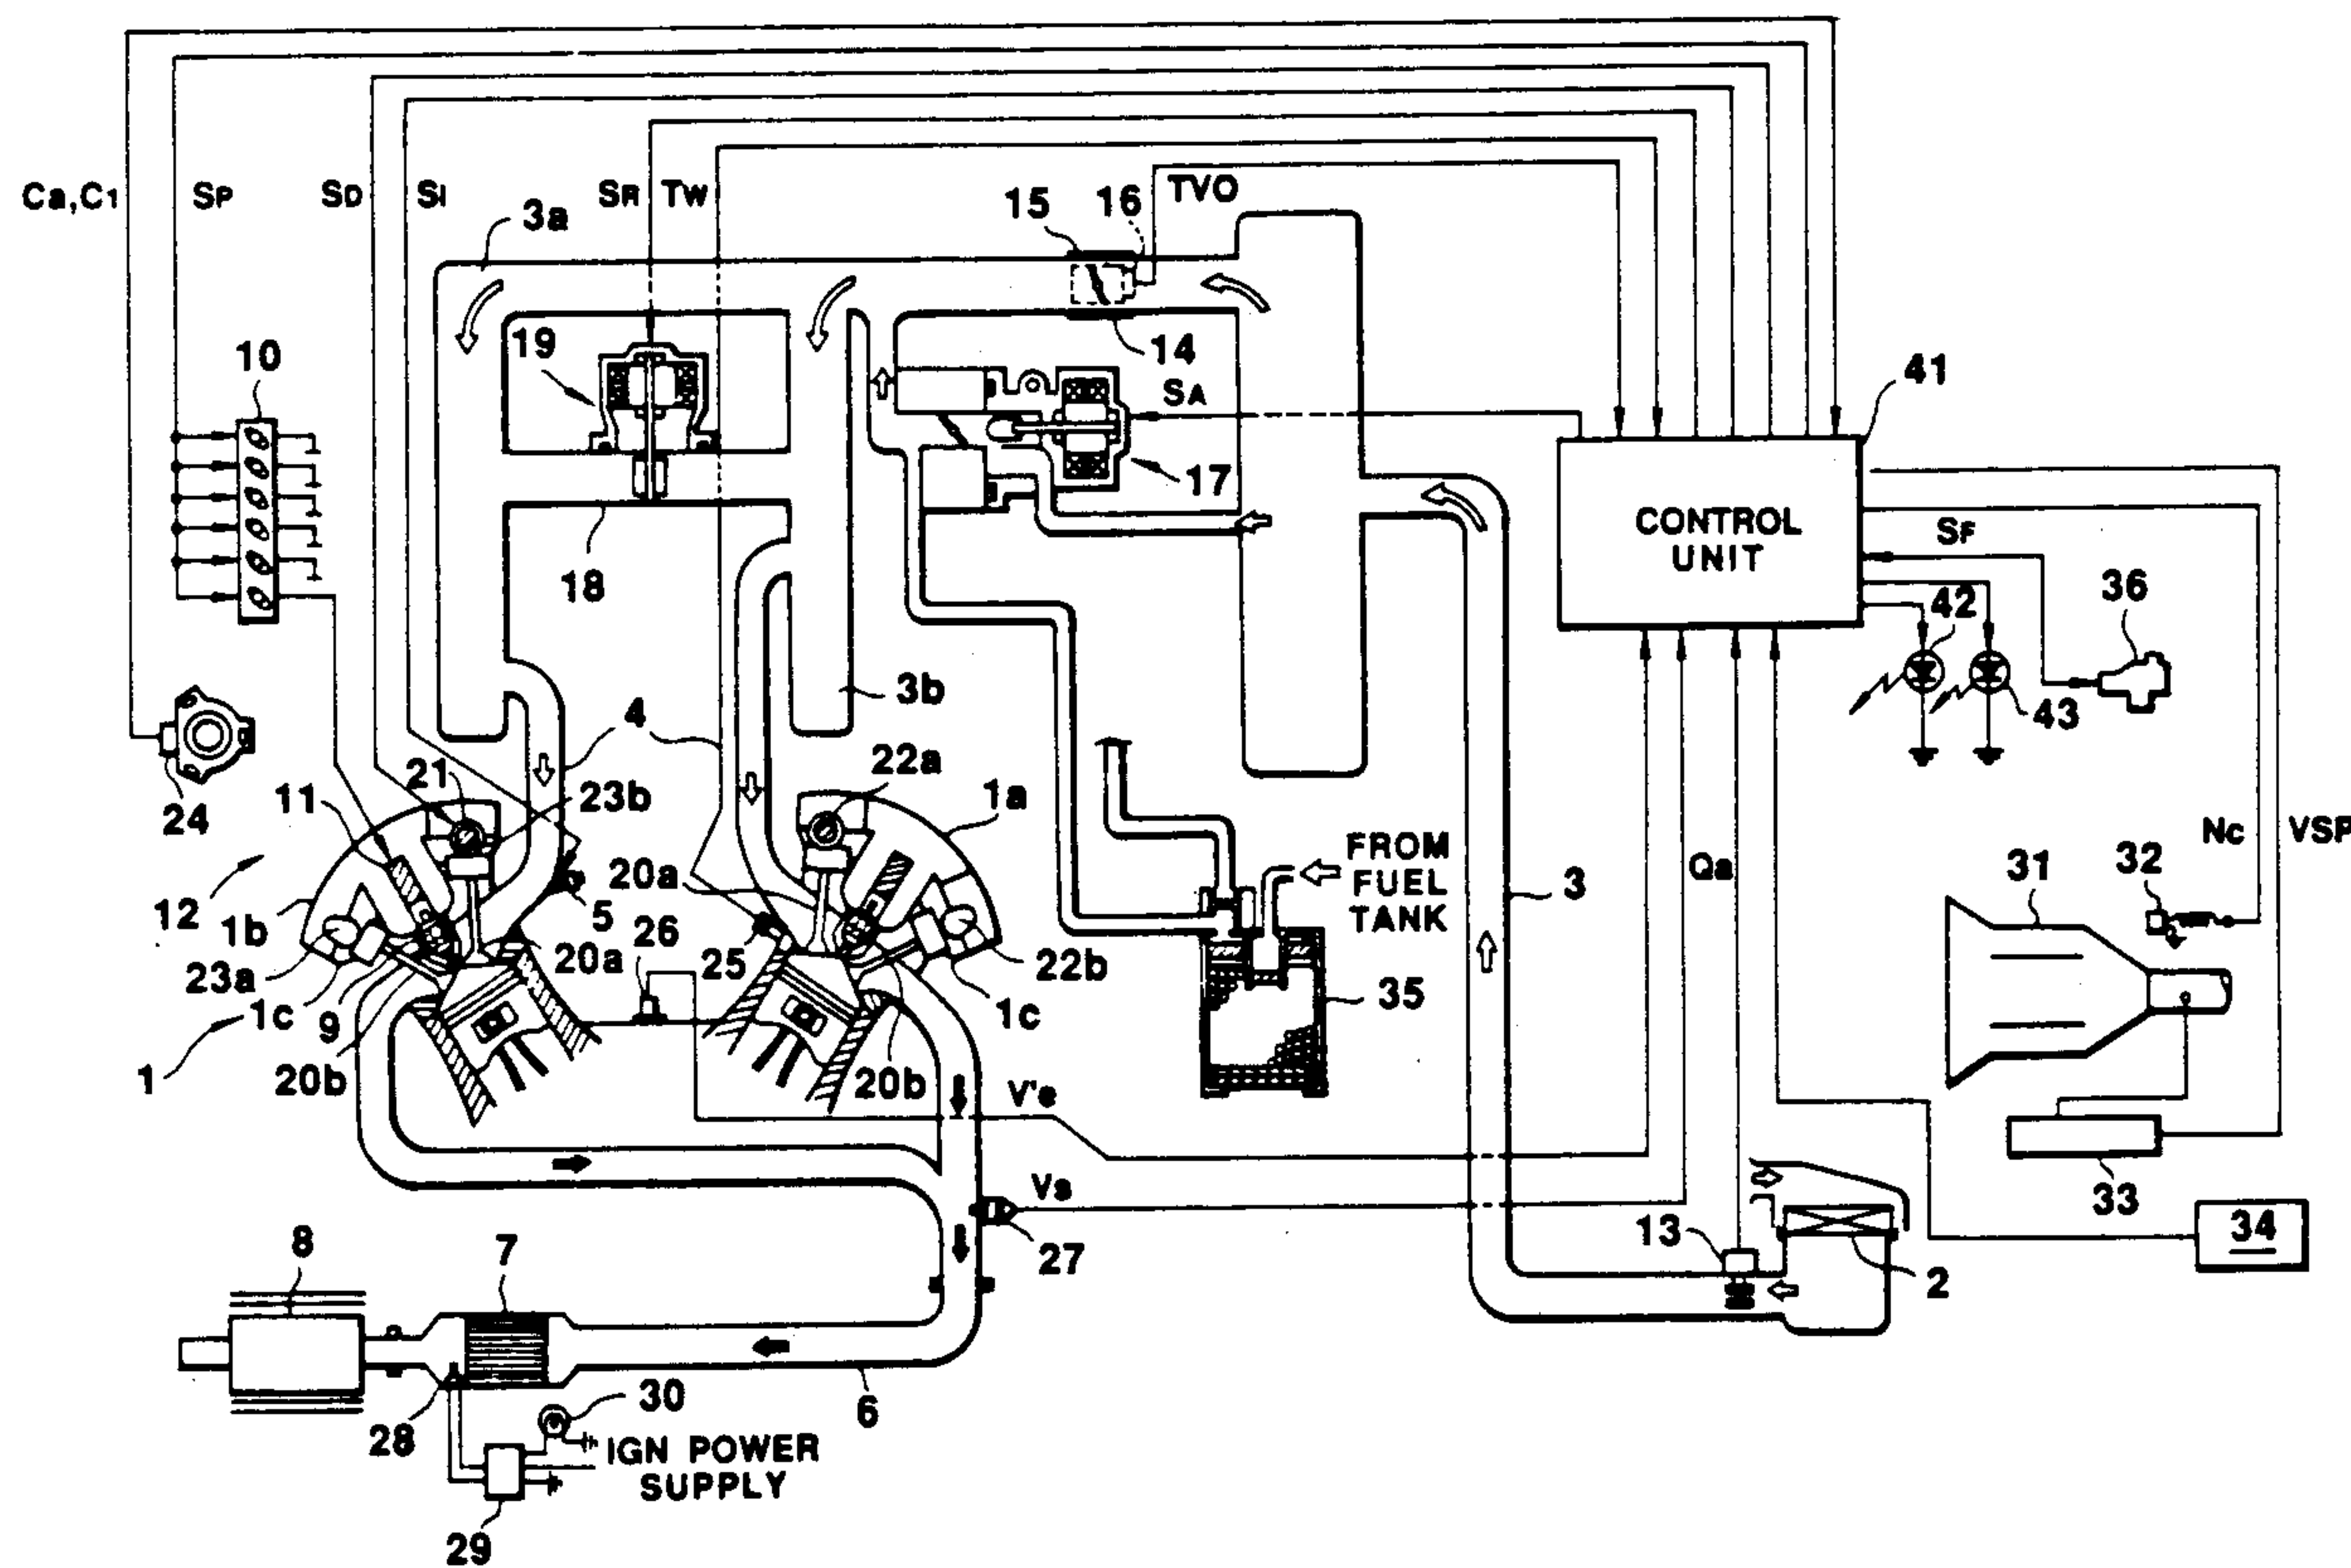 Ca,C1
SP
SD
SI
SR
TW
TVO
3a
15
16
10
19
14
SA
41
17
CONTROL
UNIT
SF
18
42
36
3b
43
4
24
21
22a
11
23b
1a
FROM
FUEL
TANK
Qa
Nc
VSP
12
20a
3
31
32
1b
5
26
25
20a
22b
23a
1c
9
1c
35
1
20b
20b
V'e
33
Vs
34
8
7
27
13
2
30
6
28
IGN POWER
SUPPLY
29